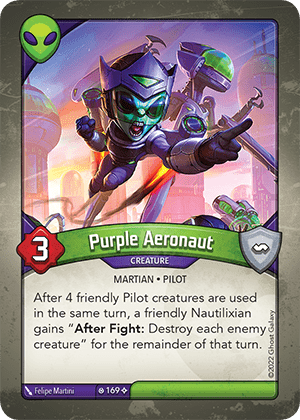 Purple Aeronaut
3
CREATURE
MARTIAN • PILOT
After 4 friendly Pilot creatures are used
in the same turn, a friendly Nautilixian
gains “After Fight: Destroy each enemy
creature” for the remainder of that turn.
©2022 Ghost Galaxy
Felipe Martini
169